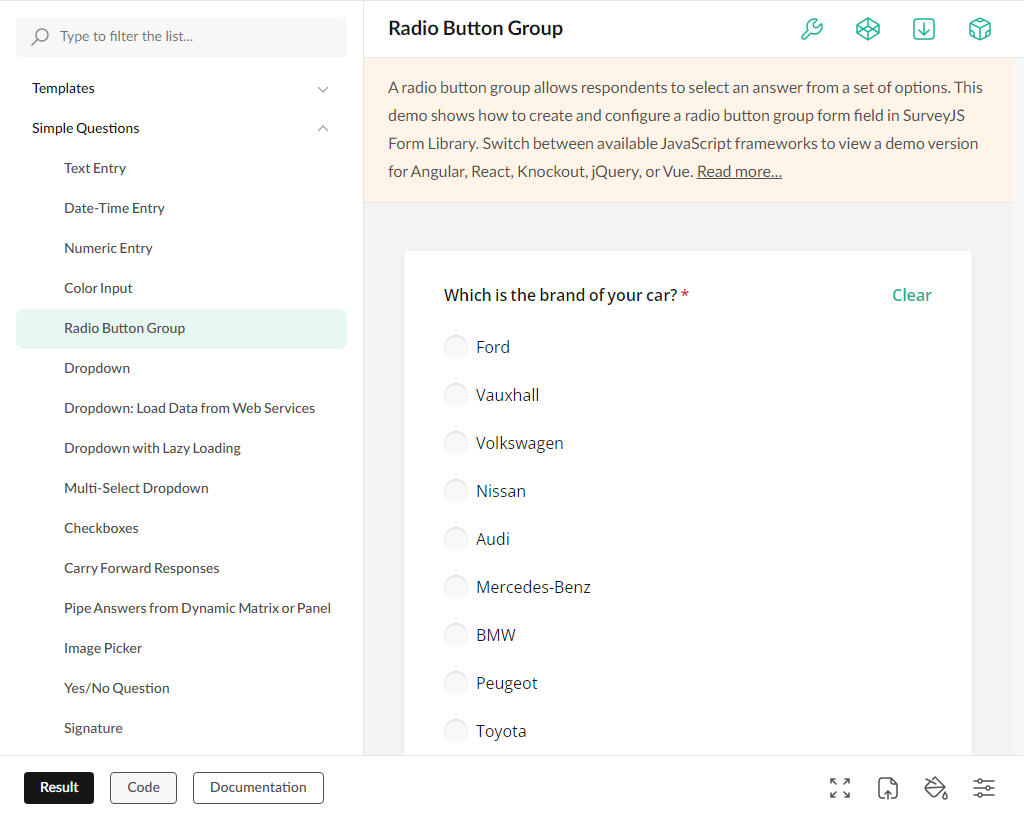 Type to filter the list...
Templates
Simple Questions
Text Entry
Date-Time Entry
Numeric Entry
Color Input
Radio Button Group
Dropdown
Dropdown: Load Data from Web Services
Dropdown with Lazy Loading
Multi-Select Dropdown
Checkboxes
Carry Forward Responses
Pipe Answers from Dynamic Matrix or Panel
Image Picker
Yes/No Question
Signature
Radio Button Group
A radio button group allows respondents to select an answer from a set of options. This
demo shows how to create and configure a radio button group form field in SurveyJS
Form Library. Switch between available JavaScript frameworks to view a demo version
for Angular, React, Knockout, jQuery, or Vue. Read more...
Which is the brand of your car? *
Clear
Ford
Vauxhall
Volkswagen
Nissan
Audi
Mercedes-Benz
BMW
Peugeot
Toyota
Result
Code
Documentation